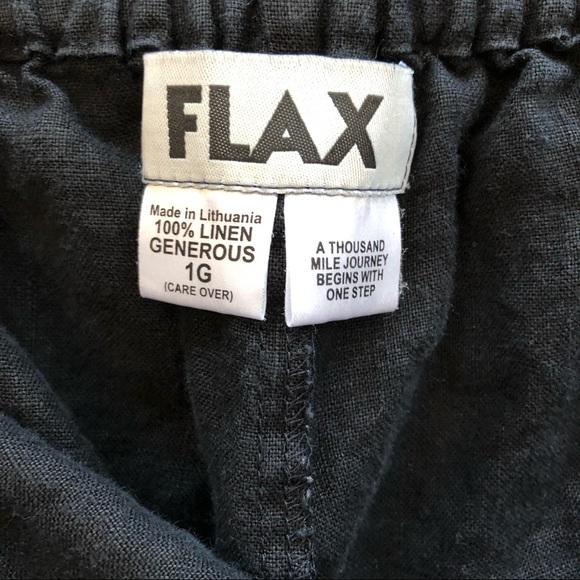 FLAX
Made in Lithuania
100% LINEN
GENEROUS
1G
(CARE OVER)
A THOUSAND
MILE JOURNEY
BEGINS WITH
ONE STEP